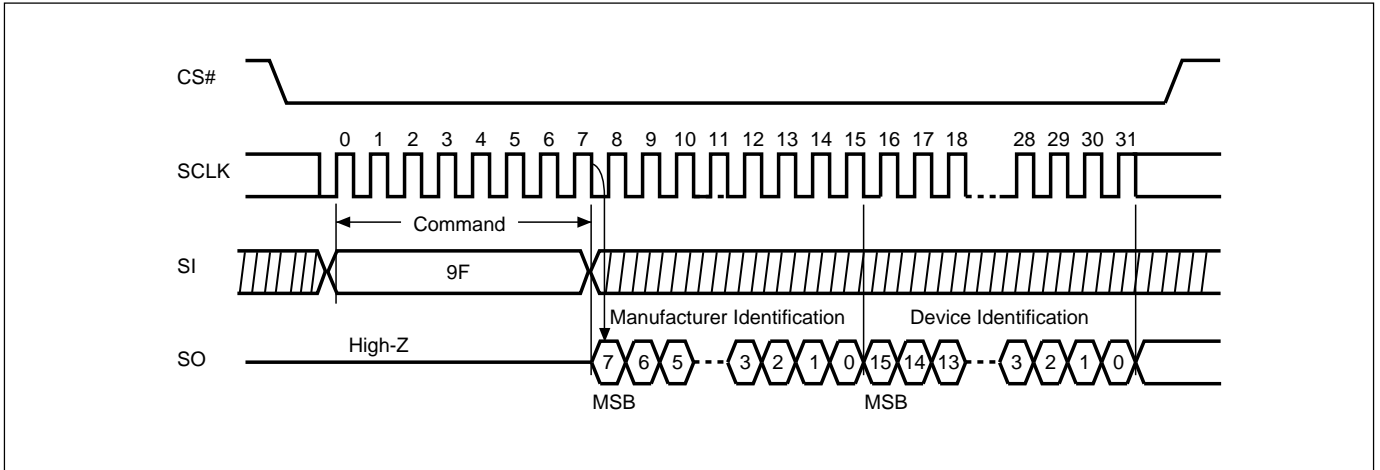 CS#
0 1 2 3 4 5 6 7 8 9 10 11 12 13 14 15 16 17 18 28 29 30 31
SCLK
Command
SI
9F
Manufacturer Identification Device Identification
High-Z
SO
7 6 5 3 2 1 0 15 14 13 3 2 1 0
MSB MSB